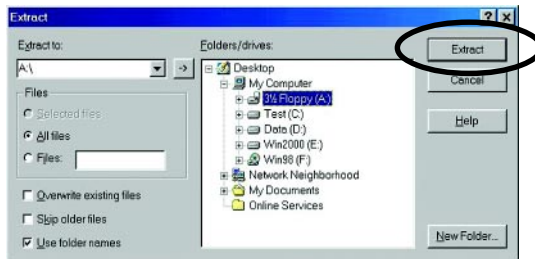 Extract
Extract to:
A:\
Files
Selected files
All files
Files:
Overwrite existing files
Skip older files
Use folder names
Folders/drives:
Desktop
My Computer
3½ Floppy (A:)
Test (C:)
Data (D:)
Win2000 (E:)
Win98 (F:)
Network Neighborhood
My Documents
Online Services
Extract
Cancel
Help
New Folder...